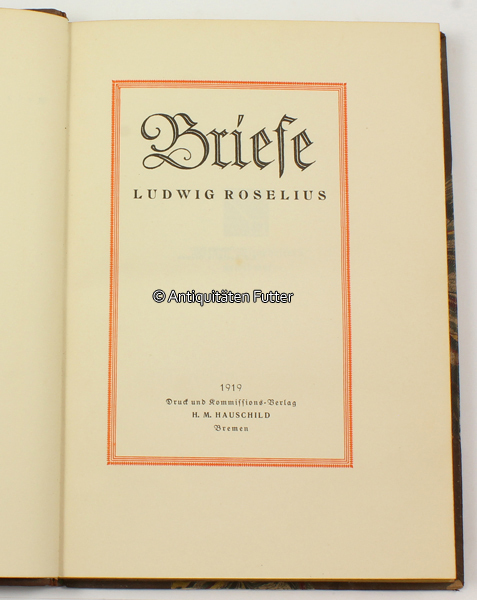 Briefe
LUDWIG ROSELIUS
© Antiquitäten Futter
1919
Druck und Kommissions-Verlag
H. M. HAUSCHILD
Bremen